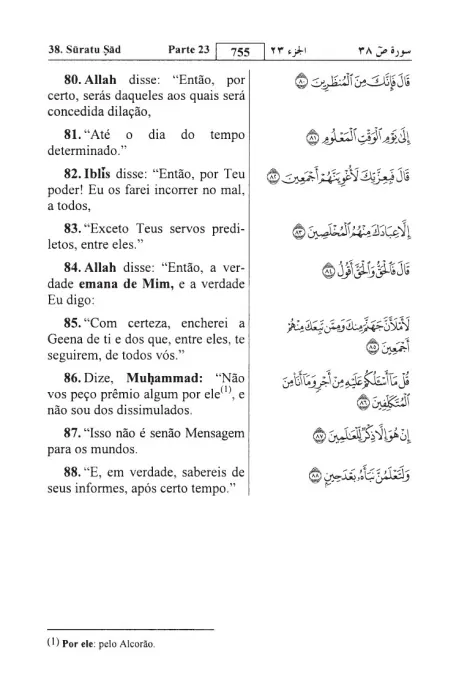 38. Sūratu Ṣād Parte 23 755 الجزء ٢٣ سورة صٓ ٣٨
80. Allah disse: “Então, por
certo, serás daqueles aos quais será
concedida dilação,
قَالَ فَإِنَّكَ مِنَ ٱلْمُنظَرِينَ ٨٠
81. “Até o dia do tempo
determinado.”
إِلَىٰ يَوْمِ ٱلْوَقْتِ ٱلْمَعْلُومِ ٨١
82. Iblīs disse: “Então, por Teu
poder! Eu os farei incorrer no mal,
a todos,
قَالَ فَبِعِزَّتِكَ لَأُغْوِيَنَّهُمْ أَجْمَعِينَ ٨٢
83. “Exceto Teus servos predi-
letos, entre eles.”
إِلَّا عِبَادَكَ مِنْهُمُ ٱلْمُخْلَصِينَ ٨٣
84. Allah disse: “Então, a ver-
dade emana de Mim, e a verdade
Eu digo:
قَالَ فَٱلْحَقُّ وَٱلْحَقَّ أَقُولُ ٨٤
85. “Com certeza, encherei a
Geena de ti e dos que, entre eles, te
seguirem, de todos vós.”
لَأَمْلَأَنَّ جَهَنَّمَ مِنكَ وَمِمَّن تَبِعَكَ مِنْهُمْ
أَجْمَعِينَ ٨٥
86. Dize, Muḥammad: “Não
vos peço prêmio algum por ele(1), e
não sou dos dissimulados.
قُلْ مَآ أَسْـَٔلُكُمْ عَلَيْهِ مِنْ أَجْرٍ وَمَآ أَنَا۠ مِنَ
ٱلْمُتَكَلِّفِينَ ٨٦
87. “Isso não é senão Mensagem
para os mundos.
إِنْ هُوَ إِلَّا ذِكْرٌ لِّلْعَـٰلَمِينَ ٨٧
88. “E, em verdade, sabereis de
seus informes, após certo tempo.”
وَلَتَعْلَمُنَّ نَبَأَهُۥ بَعْدَ حِينٍۭ ٨٨
(1) Por ele: pelo Alcorão.